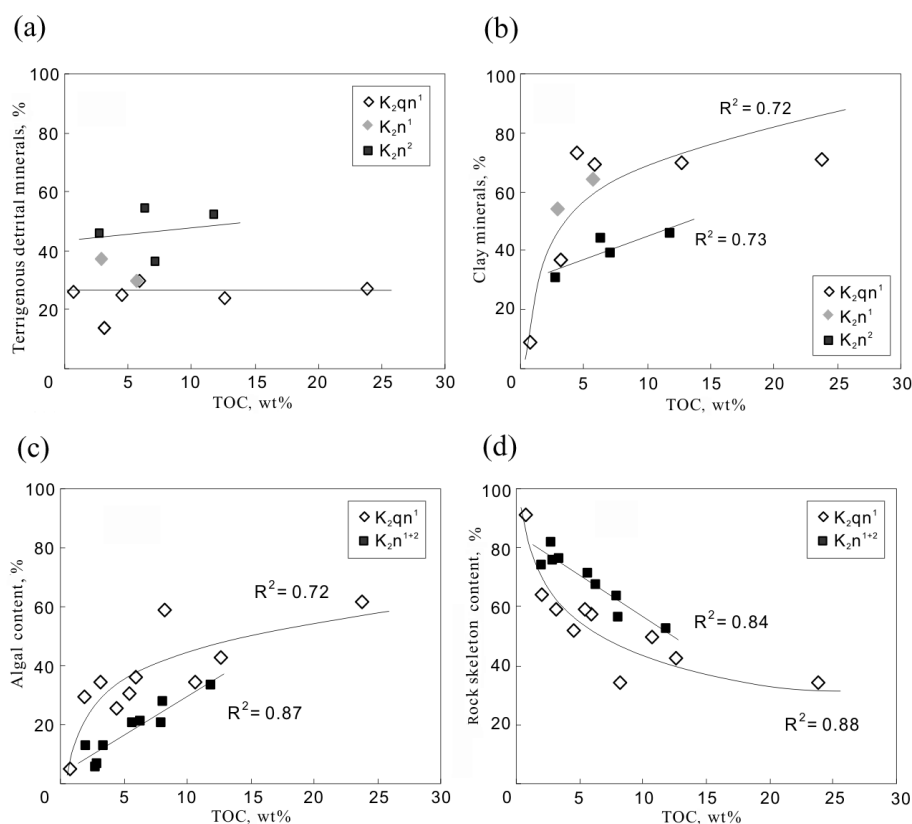 (a)
Terrigenous detrital minerals, %
100
80
60
40
20
0
5
10
15
20
25
30
TOC, wt%
K₂qn¹
K₂n¹
K₂n²
(b)
Clay minerals, %
100
80
60
40
20
0
5
10
15
20
25
30
TOC, wt%
R²=0.72
R²=0.73
K₂qn¹
K₂n¹
K₂n²
(c)
Algal content, %
100
80
60
40
20
0
5
10
15
20
25
30
TOC, wt%
K₂qn¹
K₂n¹⁺²
R²=0.72
R²=0.87
(d)
Rock skeleton content, %
100
80
60
40
20
0
5
10
15
20
25
30
TOC, wt%
K₂qn¹
K₂n¹⁺²
R²=0.84
R²=0.88